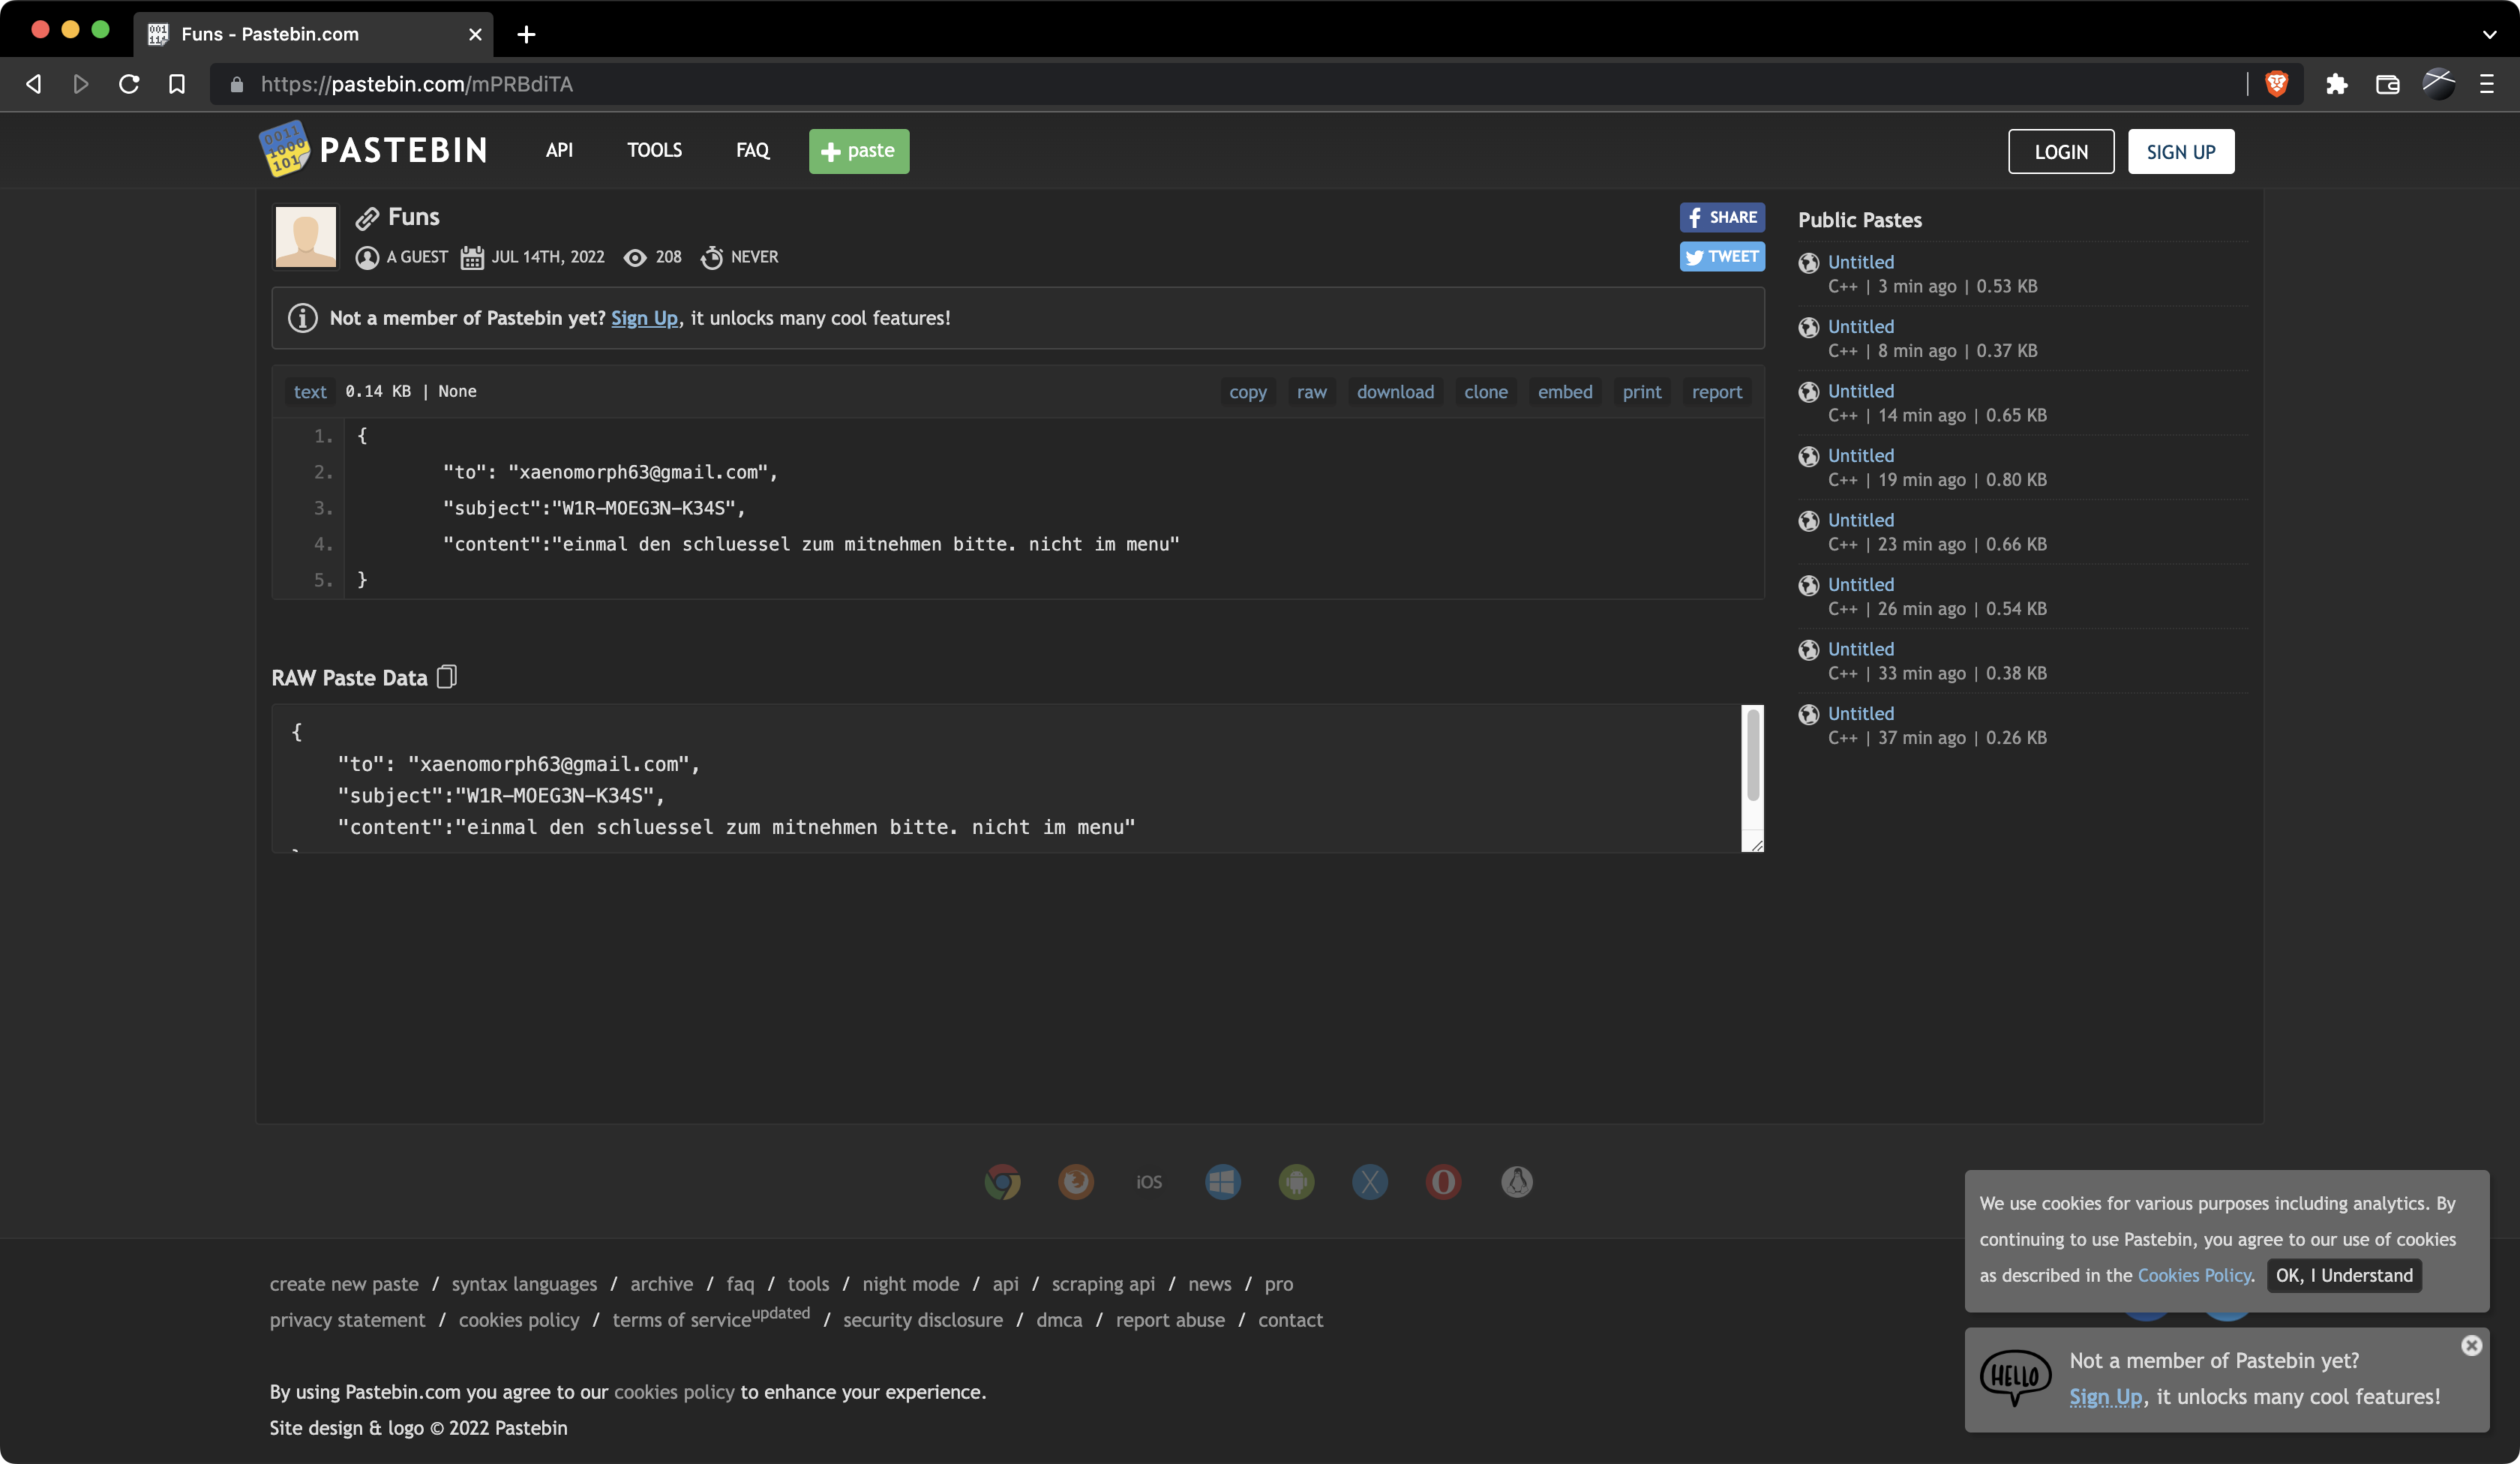 Funs - Pastebin.com
https://pastebin.com/mPRBdiTA
PASTEBIN API TOOLS FAQ paste LOGIN SIGN UP
Funs
A GUEST JUL 14TH, 2022 208 NEVER
SHARE
TWEET
Not a member of Pastebin yet? Sign Up, it unlocks many cool features!
text 0.14 KB | None copy raw download clone embed print report
1. {
2. "to": "xaenomorph63@gmail.com",
3. "subject":"W1R-MOEG3N-K34S",
4. "content":"einmal den schluessel zum mitnehmen bitte. nicht im menu"
5. }
RAW Paste Data
{
"to": "xaenomorph63@gmail.com",
"subject":"W1R-MOEG3N-K34S",
"content":"einmal den schluessel zum mitnehmen bitte. nicht im menu"
Public Pastes
Untitled
C++ | 3 min ago | 0.53 KB
Untitled
C++ | 8 min ago | 0.37 KB
Untitled
C++ | 14 min ago | 0.65 KB
Untitled
C++ | 19 min ago | 0.80 KB
Untitled
C++ | 23 min ago | 0.66 KB
Untitled
C++ | 26 min ago | 0.54 KB
Untitled
C++ | 33 min ago | 0.38 KB
Untitled
C++ | 37 min ago | 0.26 KB
iOS
create new paste / syntax languages / archive / faq / tools / night mode / api / scraping api / news / pro
privacy statement / cookies policy / terms of service updated / security disclosure / dmca / report abuse / contact
By using Pastebin.com you agree to our cookies policy to enhance your experience.
Site design & logo © 2022 Pastebin
We use cookies for various purposes including analytics. By
continuing to use Pastebin, you agree to our use of cookies
as described in the Cookies Policy. OK, I Understand
HELLO
Not a member of Pastebin yet?
Sign Up, it unlocks many cool features!